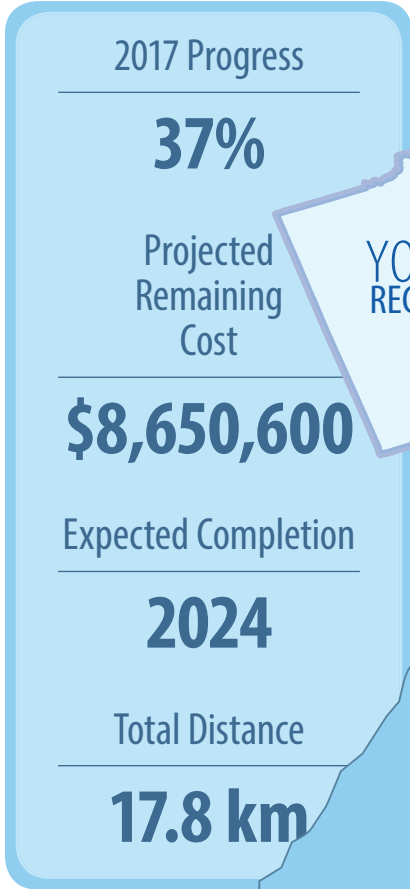 2017 Progress
37%
Projected
Remaining
Cost
$8,650,600
Expected Completion
2024
Total Distance
17.8 km